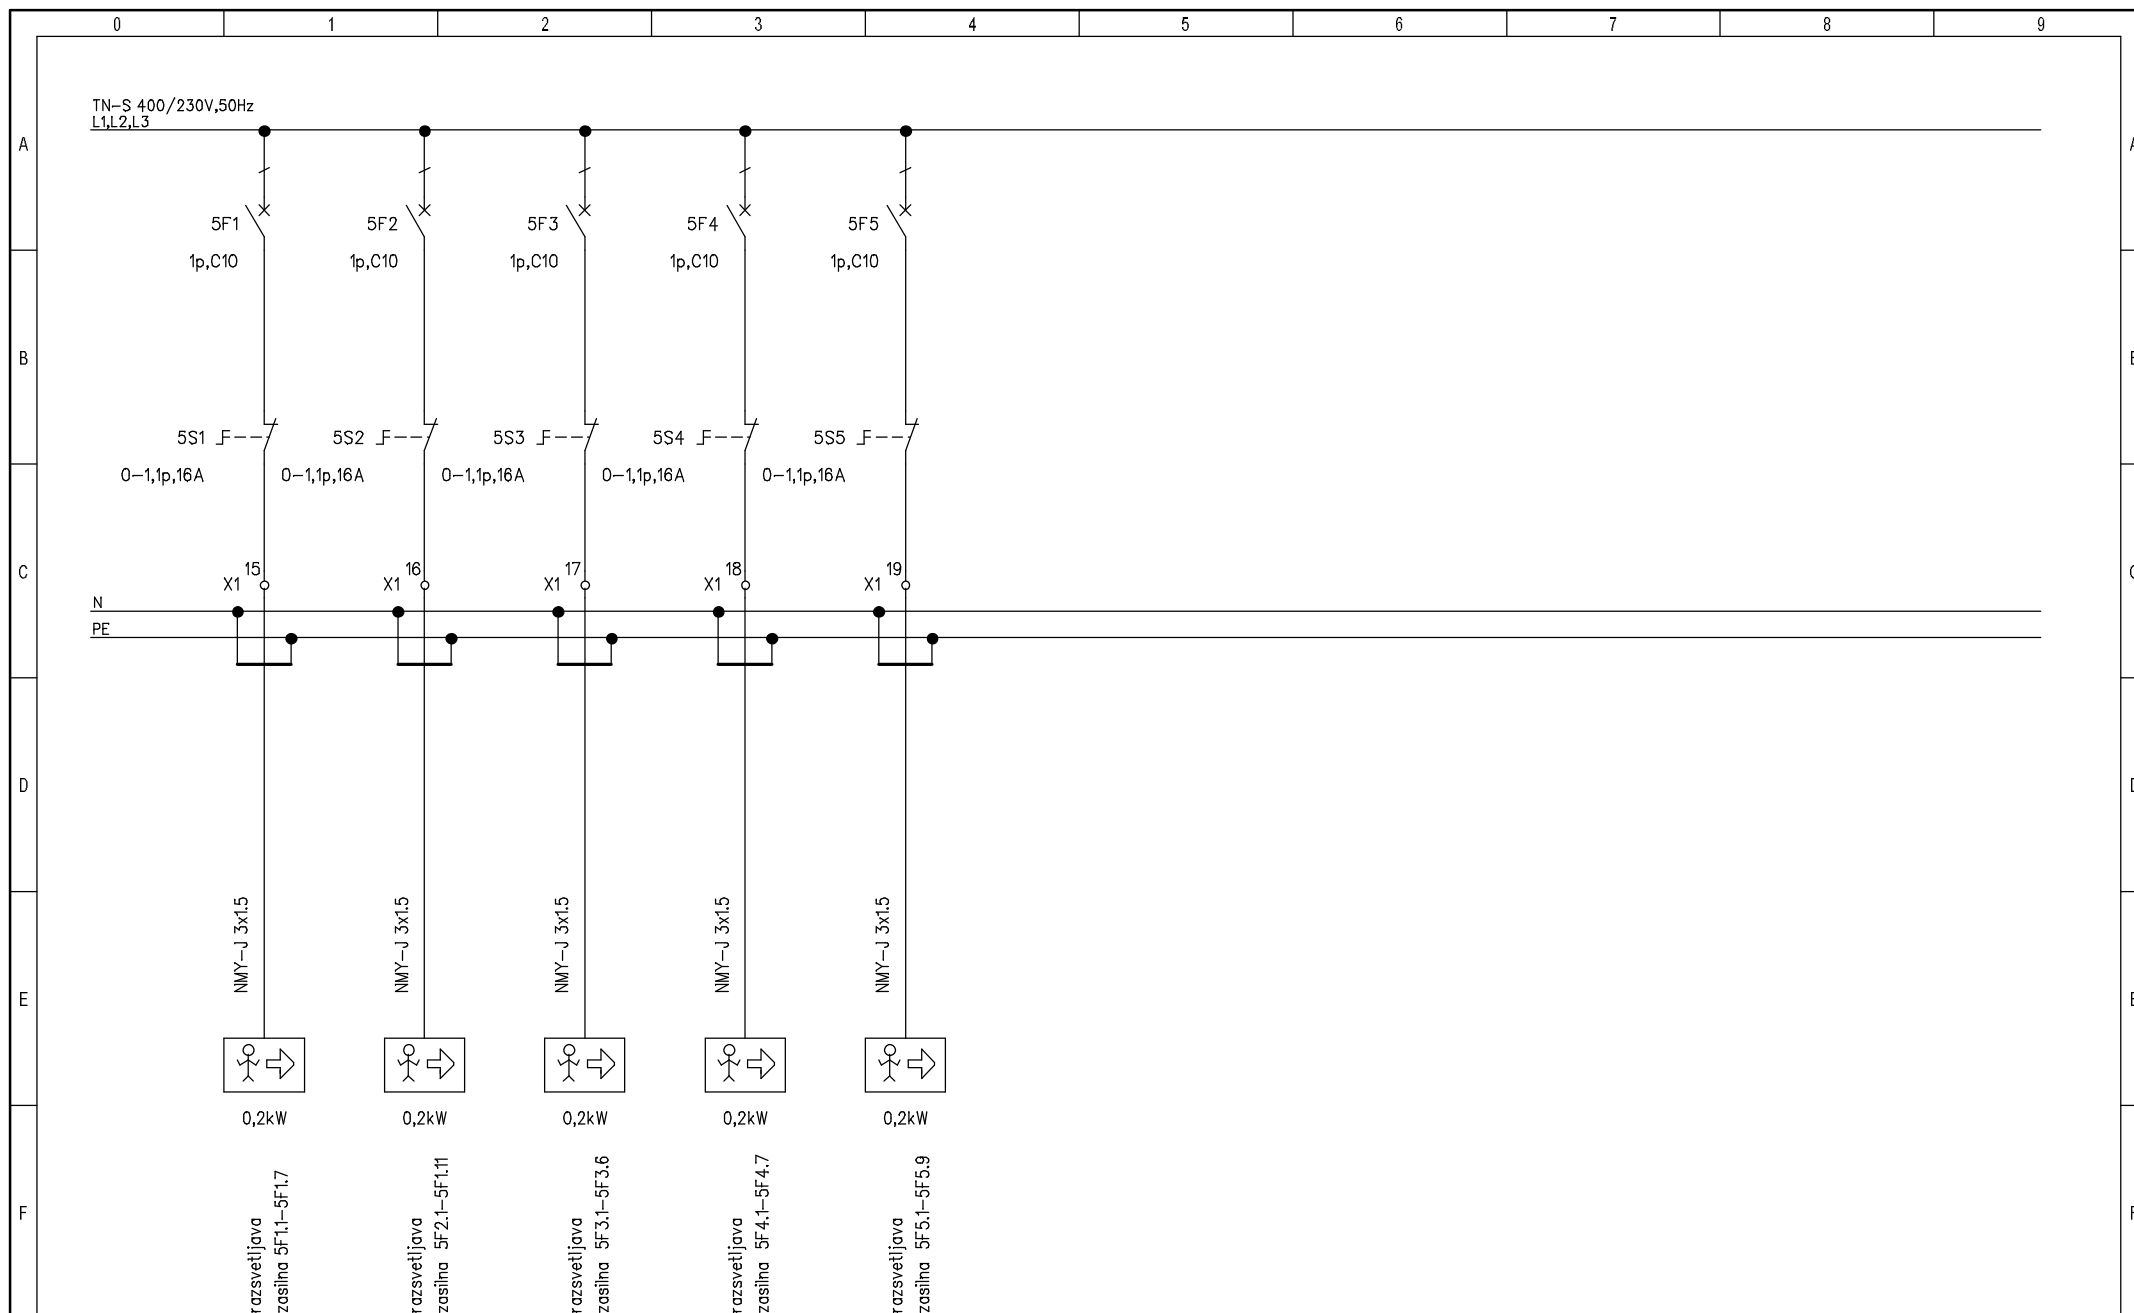 0 1 2 3 4 5 6 7 8 9
TN-S 400/230V,50Hz
L1,L2,L3
A
5F1 5F2 5F3 5F4 5F5
1p,C10 1p,C10 1p,C10 1p,C10 1p,C10
B
5S1 5S2 5S3 5S4 5S5
0-1,1p,16A 0-1,1p,16A 0-1,1p,16A 0-1,1p,16A 0-1,1p,16A
15 16 17 18 19
C
X1 X1 X1 X1 X1
N
PE
D
NMY-J 3x1.5 NMY-J 3x1.5 NMY-J 3x1.5 NMY-J 3x1.5 NMY-J 3x1.5
E
0,2kW 0,2kW 0,2kW 0,2kW 0,2kW
F
razsvetljava
zasilna 5F1.1-5F1.7
razsvetljava
zasilna 5F2.1-5F1.11
razsvetljava
zasilna 5F3.1-5F3.6
razsvetljava
zasilna 5F4.1-5F4.7
razsvetljava
zasilna 5F5.1-5F5.9